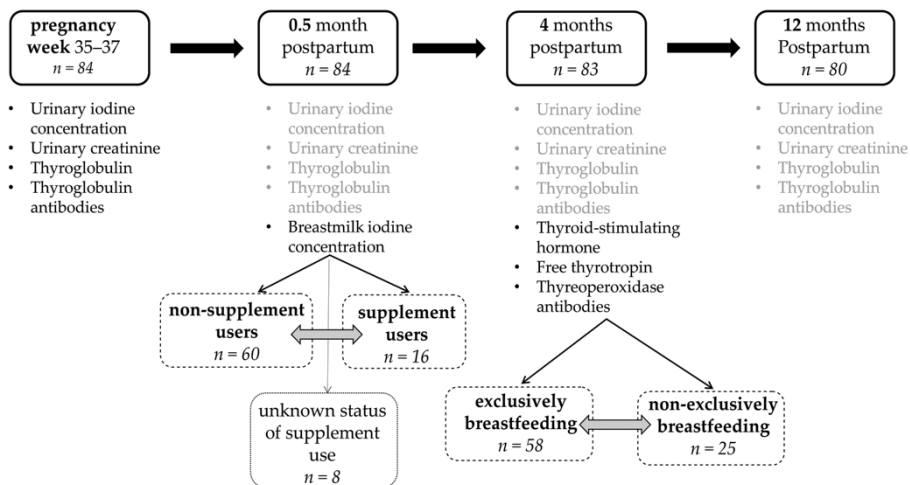 pregnancy
week 35–37
n = 84
0.5 month
postpartum
n = 84
4 months
postpartum
n = 83
12 months
Postpartum
n = 80
• Urinary iodine
concentration
• Urinary creatinine
• Thyroglobulin
• Thyroglobulin
antibodies
• Urinary iodine
concentration
• Urinary creatinine
• Thyroglobulin
• Thyroglobulin
antibodies
• Breastmilk iodine
concentration
• Urinary iodine
concentration
• Urinary creatinine
• Thyroglobulin
• Thyroglobulin
antibodies
• Thyroid-stimulating
hormone
• Free thyrotropin
• Thyreoperoxidase
antibodies
• Urinary iodine
concentration
• Urinary creatinine
• Thyroglobulin
• Thyroglobulin
antibodies
non-supplement
users
n = 60
supplement
users
n = 16
unknown status
of supplement
use
n = 8
exclusively
breastfeeding
n = 58
non-exclusively
breastfeeding
n = 25